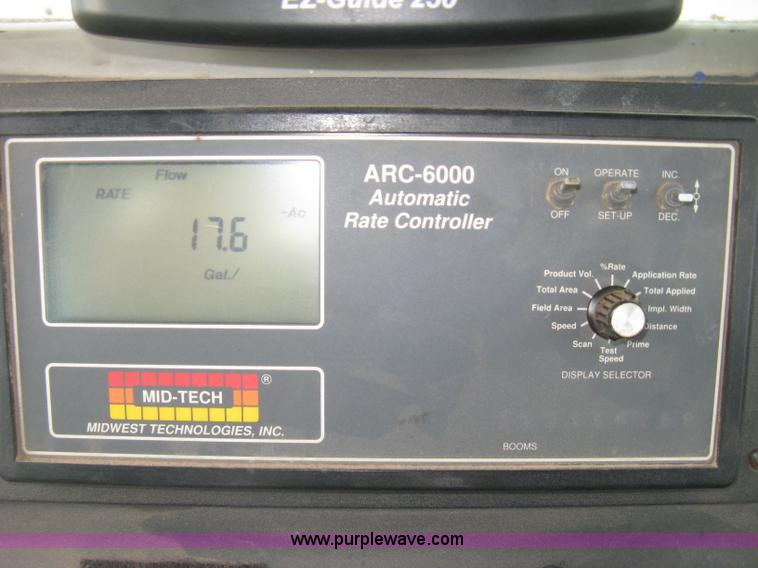 EZ-Guide 250
Flow
RATE
-Ac
17.6
Gal./
ARC-6000
Automatic
Rate Controller
ON
OFF
OPERATE
SET-UP
INC.
DEC.
%Rate
Product Vol.
Application Rate
Total Area
Total Applied
Field Area
Impl. Width
Speed
Distance
Scan
Prime
Test
Speed
DISPLAY SELECTOR
MID-TECH®
MIDWEST TECHNOLOGIES, INC.
BOOMS
www.purplewave.com